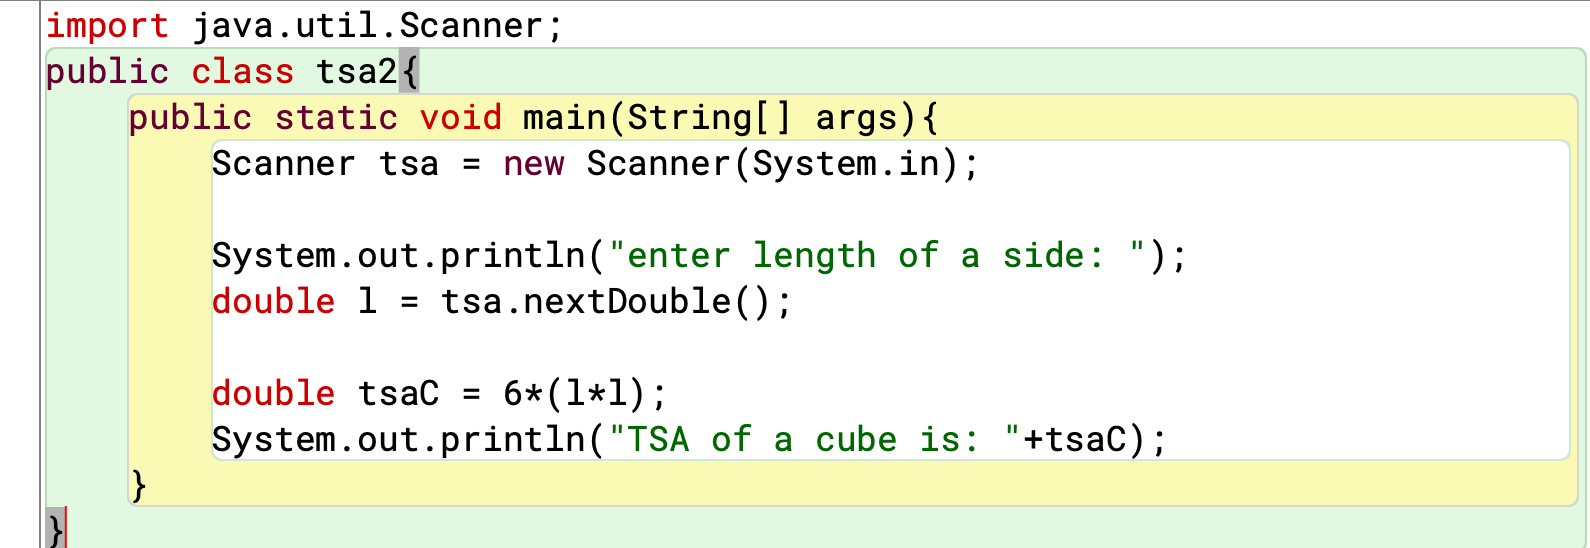 import java.util.Scanner;
public class tsa2{
public static void main(String[] args){
Scanner tsa = new Scanner(System.in);
System.out.println("enter length of a side: ");
double l = tsa.nextDouble();
double tsaC = 6*(l*l);
System.out.println("TSA of a cube is: "+tsaC);
}
}